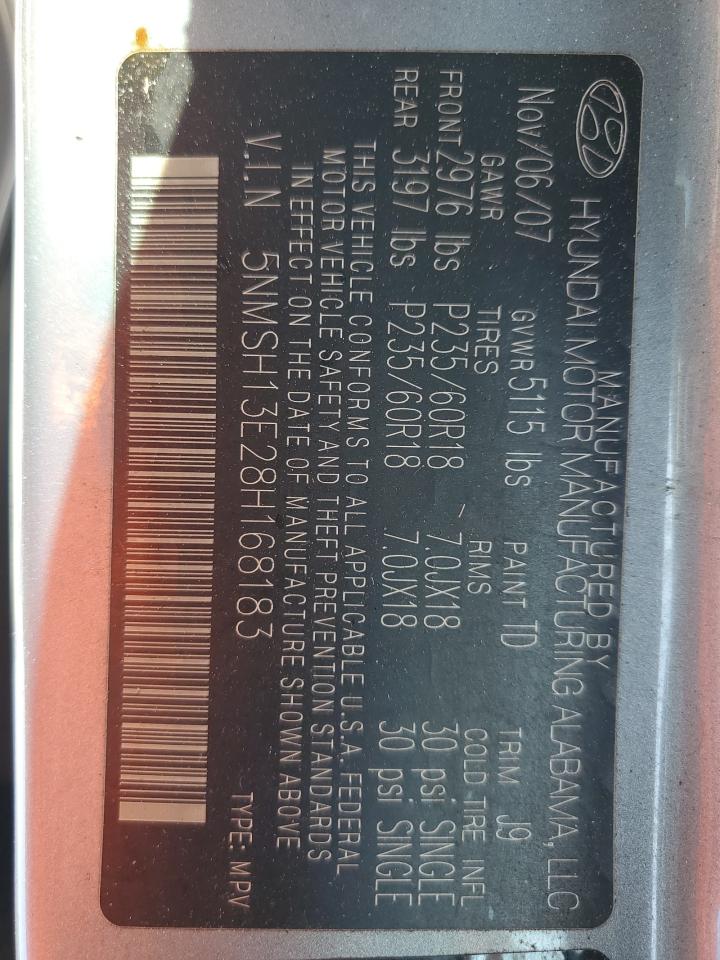 MANUFACTURED BY
HYUNDAI MOTOR MANUFACTURING ALABAMA, LLC
Nov/06/07 GVWR 5115 lbs PAINT TD TRIM J9
GAWR TIRES RIMS COLD TIRE INFL
FRONT 2976 lbs P235/60R18 7.0JX18 30 psi SINGLE
REAR 3197 lbs P235/60R18 7.0JX18 30 psi SINGLE
THIS VEHICLE CONFORMS TO ALL APPLICABLE U.S.A. FEDERAL
MOTOR VEHICLE SAFETY AND THEFT PREVENTION STANDARDS
IN EFFECT ON THE DATE OF MANUFACTURE SHOWN ABOVE
V.I.N 5NMSH13E28H168183 TYPE: MPV